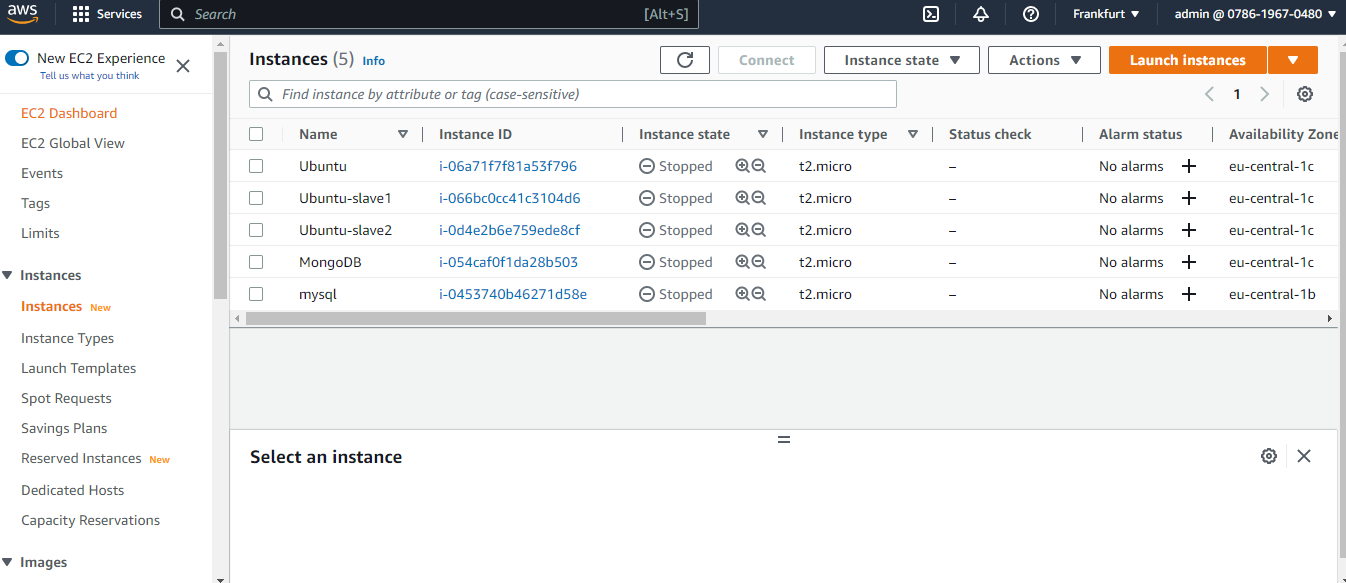 aws Services Search [Alt+S] Frankfurt ▼ admin @ 0786-1967-0480 ▼
New EC2 Experience
Tell us what you think
EC2 Dashboard
EC2 Global View
Events
Tags
Limits
Instances
Instances New
Instance Types
Launch Templates
Spot Requests
Savings Plans
Reserved Instances New
Dedicated Hosts
Capacity Reservations
Images
Instances (5) Info Connect Instance state ▼ Actions ▼ Launch instances ▼
Find instance by attribute or tag (case-sensitive) 1
Name Instance ID Instance state Instance type Status check Alarm status Availability Zone
Ubuntu i-06a71f7f81a53f796 Stopped t2.micro – No alarms + eu-central-1c
Ubuntu-slave1 i-066bc0cc41c3104d6 Stopped t2.micro – No alarms + eu-central-1c
Ubuntu-slave2 i-0d4e2b6e759ede8cf Stopped t2.micro – No alarms + eu-central-1c
MongoDB i-054caf0f1da28b503 Stopped t2.micro – No alarms + eu-central-1c
mysql i-0453740b46271d58e Stopped t2.micro – No alarms + eu-central-1b
Select an instance